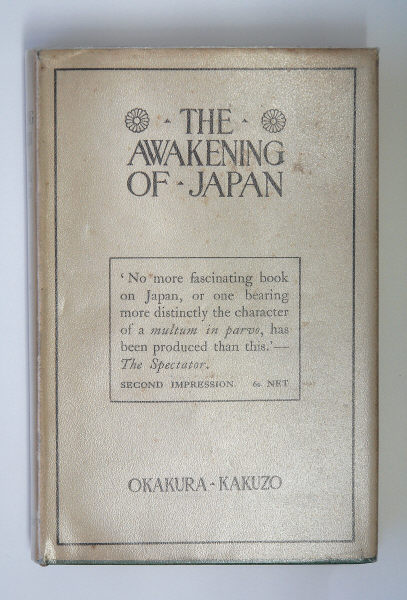 THE
AWAKENING
OF · JAPAN
‘No more fascinating book
on Japan, or one bearing
more distinctly the character
of a multum in parvo, has
been produced than this.’—
The Spectator.
SECOND IMPRESSION. 6s NET
OKAKURA - KAKUZO